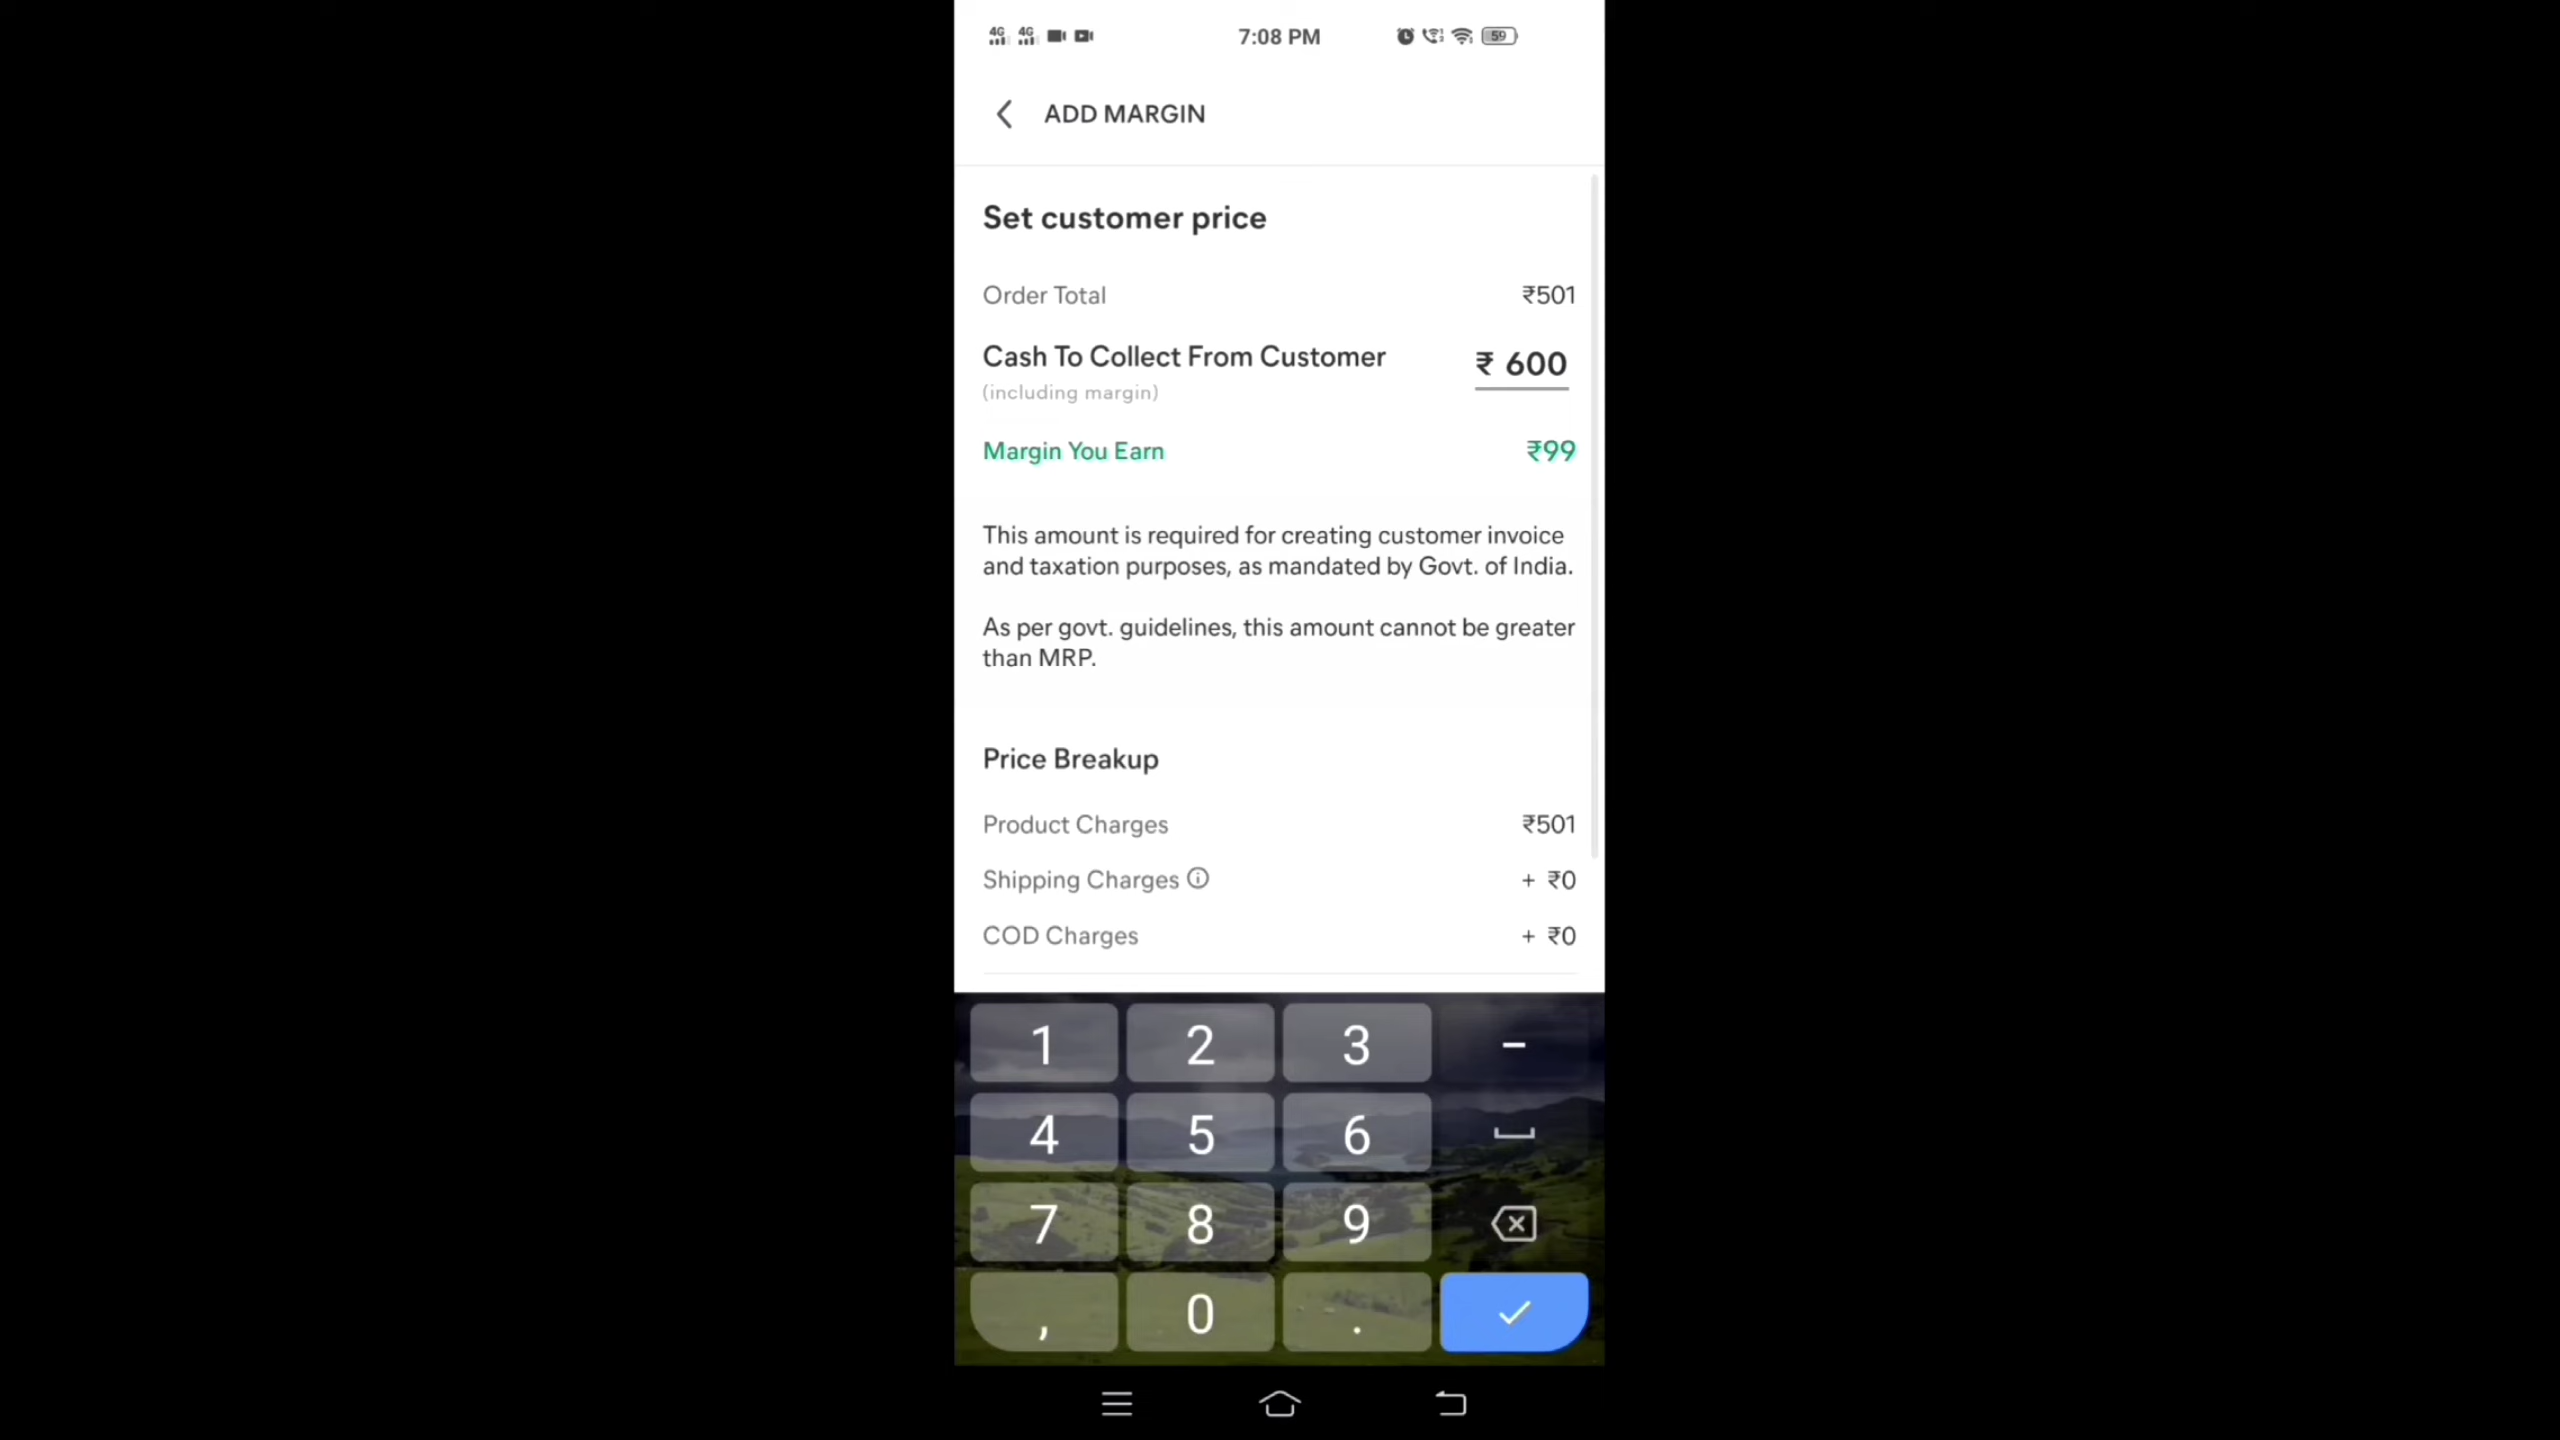 4G 4G 7:08 PM 59
ADD MARGIN
Set customer price
Order Total ₹501
Cash To Collect From Customer ₹ 600
(including margin)
Margin You Earn ₹99
This amount is required for creating customer invoice
and taxation purposes, as mandated by Govt. of India.
As per govt. guidelines, this amount cannot be greater
than MRP.
Price Breakup
Product Charges ₹501
Shipping Charges + ₹0
COD Charges + ₹0
1 2 3 -
4 5 6
7 8 9
, 0 .